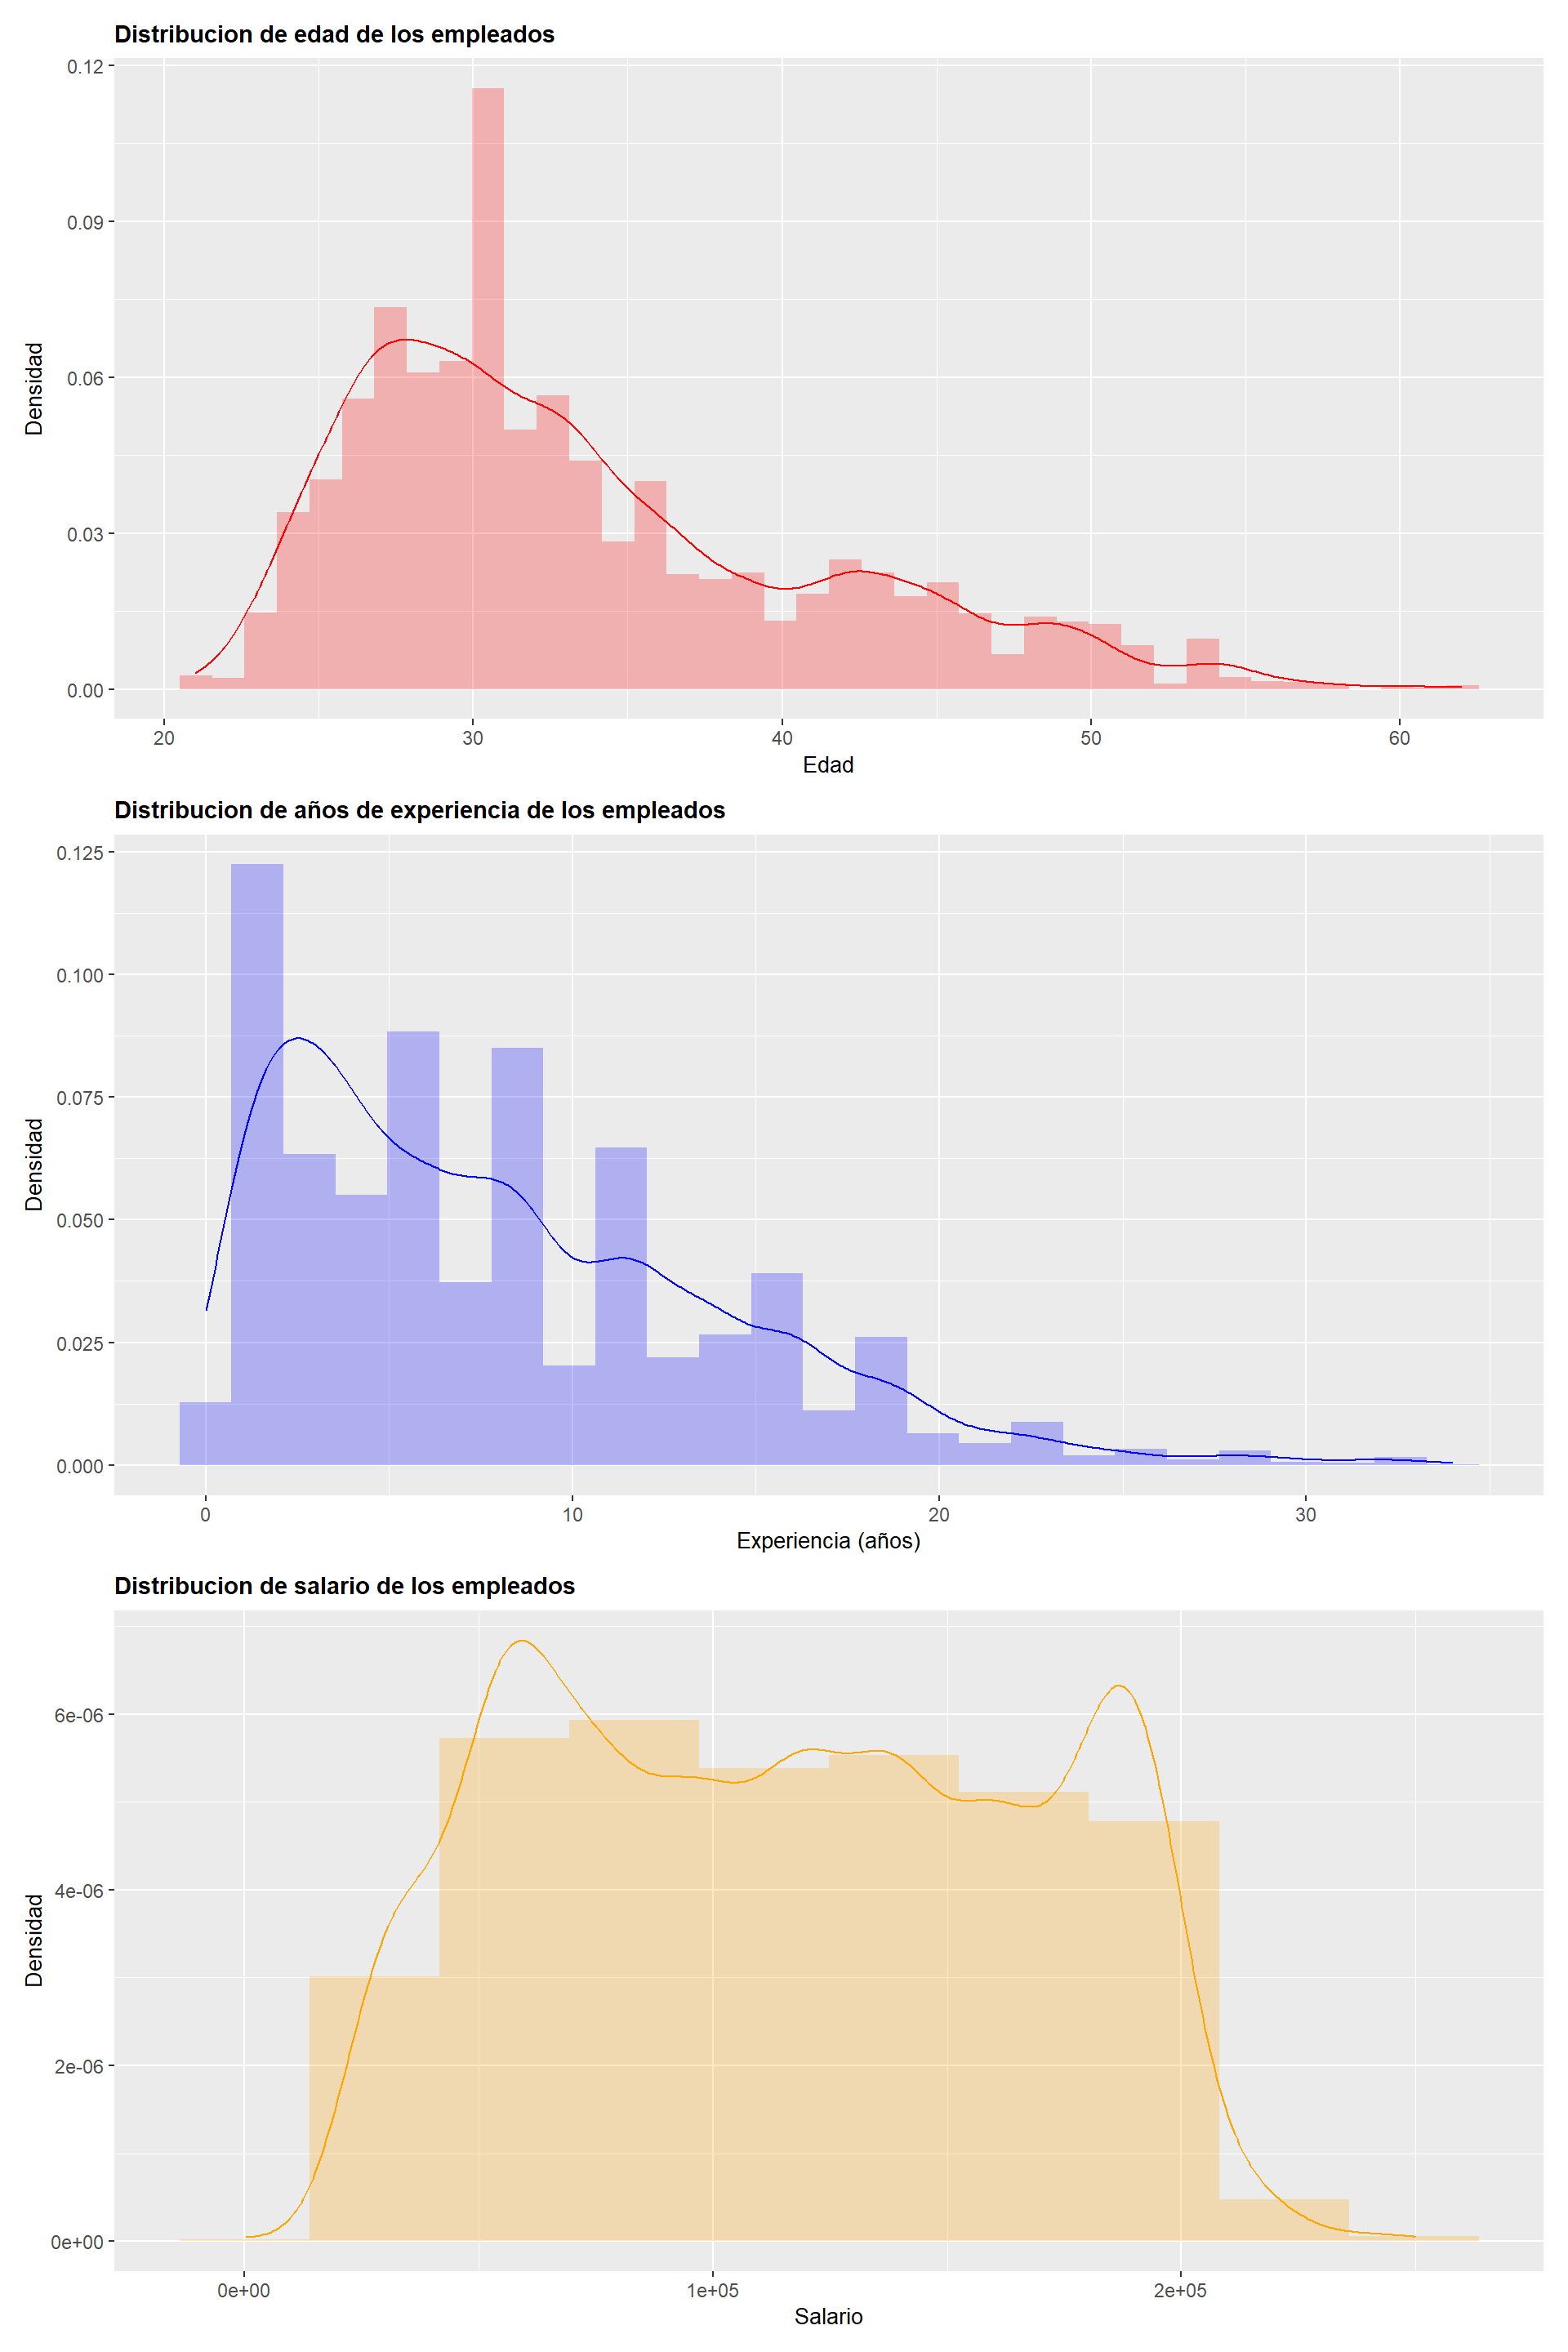 Distribucion de edad de los empleados
0.12
0.09
0.06
0.03
0.00
Densidad
20 30 40 50 60
Edad
Distribucion de años de experiencia de los empleados
0.125
0.100
0.075
0.050
0.025
0.000
Densidad
0 10 20 30
Experiencia (años)
Distribucion de salario de los empleados
6e-06
4e-06
2e-06
0e+00
Densidad
0e+00 1e+05 2e+05
Salario